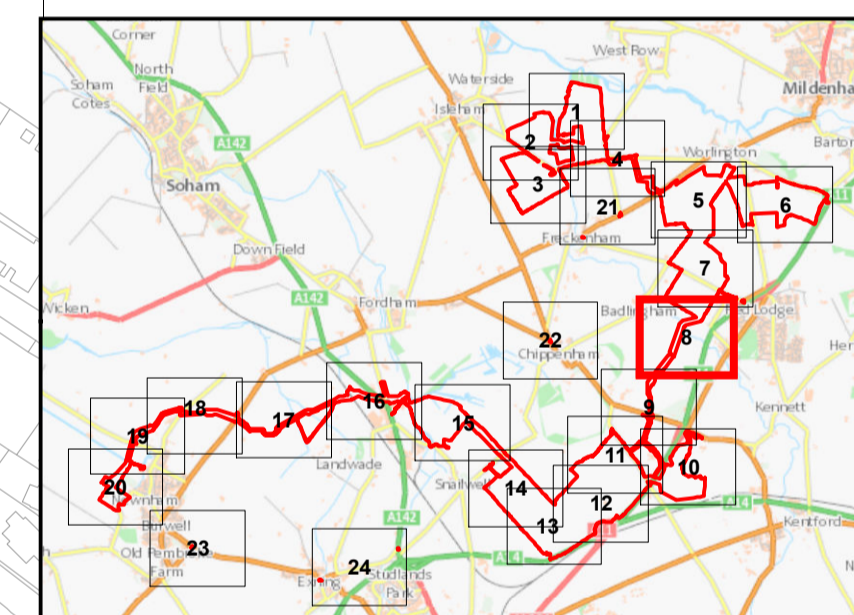 Corner
North
Field
Soham
Cotes
A142
Soham
West Row
Waterside
Isleham
Mildenha
Barton
Worlington
1
2
3
4
5
6
A11
21
Freckenham
7
Down Field
A142
Fordham
Wicken
Badlingham
Red Lodge
8
22
Chippenham
Her
Kennett
9
16
15
17
18
19
20
Landwade
Snailwell
14
11
10
12
13
Newnham
Burwell
A142
A14
A14
Kentford
23
Old Pembroke
Farm
24
Exning
Studlands
Park